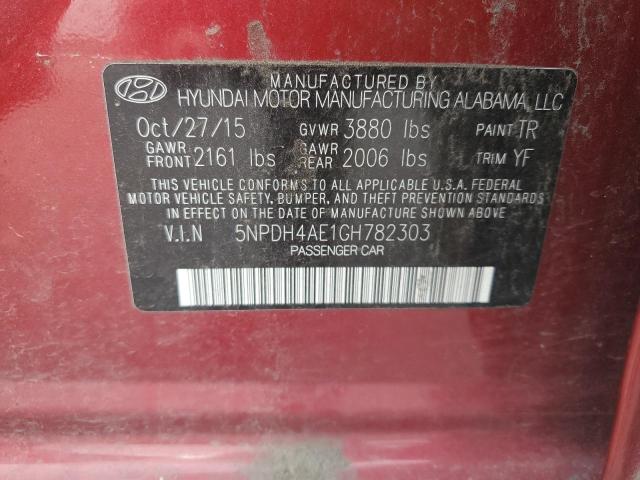 MANUFACTURED BY
HYUNDAI MOTOR MANUFACTURING ALABAMA, LLC
Oct/27/15 GVWR 3880 lbs PAINT TR
GAWR FRONT 2161 lbs GAWR REAR 2006 lbs TRIM YF
THIS VEHICLE CONFORMS TO ALL APPLICABLE U.S.A. FEDERAL
MOTOR VEHICLE SAFETY, BUMPER, AND THEFT PREVENTION STANDARDS
IN EFFECT ON THE DATE OF MANUFACTURE SHOWN ABOVE
V.I.N 5NPDH4AE1GH782303
PASSENGER CAR